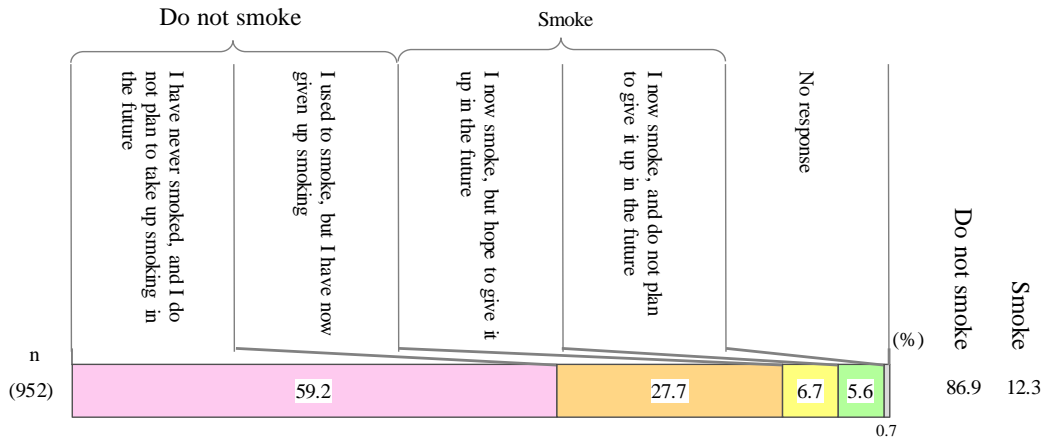 Do not smoke
Smoke
I have never smoked, and I do
not plan to take up smoking in
the future
I used to smoke, but I have now
given up smoking
I now smoke, but hope to give it
up in the future
I now smoke, and do not plan
to give it up in the future
No response
Do not smoke
Smoke
(%)
n
(952)
59.2
27.7
6.7
5.6
86.9
12.3
0.7